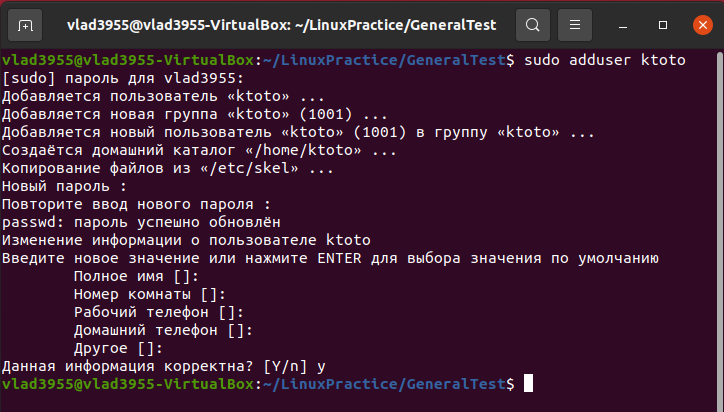 vlad3955@vlad3955-VirtualBox: ~/LinuxPractice/GeneralTest
vlad3955@vlad3955-VirtualBox:~/LinuxPractice/GeneralTest$ sudo adduser ktoto
[sudo] пароль для vlad3955:
Добавляется пользователь «ktoto» ...
Добавляется новая группа «ktoto» (1001) ...
Добавляется новый пользователь «ktoto» (1001) в группу «ktoto» ...
Создаётся домашний каталог «/home/ktoto» ...
Копирование файлов из «/etc/skel» ...
Новый пароль :
Повторите ввод нового пароля :
passwd: пароль успешно обновлён
Изменение информации о пользователе ktoto
Введите новое значение или нажмите ENTER для выбора значения по умолчанию
Полное имя []:
Номер комнаты []:
Рабочий телефон []:
Домашний телефон []:
Другое []:
Данная информация корректна? [Y/n] y
vlad3955@vlad3955-VirtualBox:~/LinuxPractice/GeneralTest$